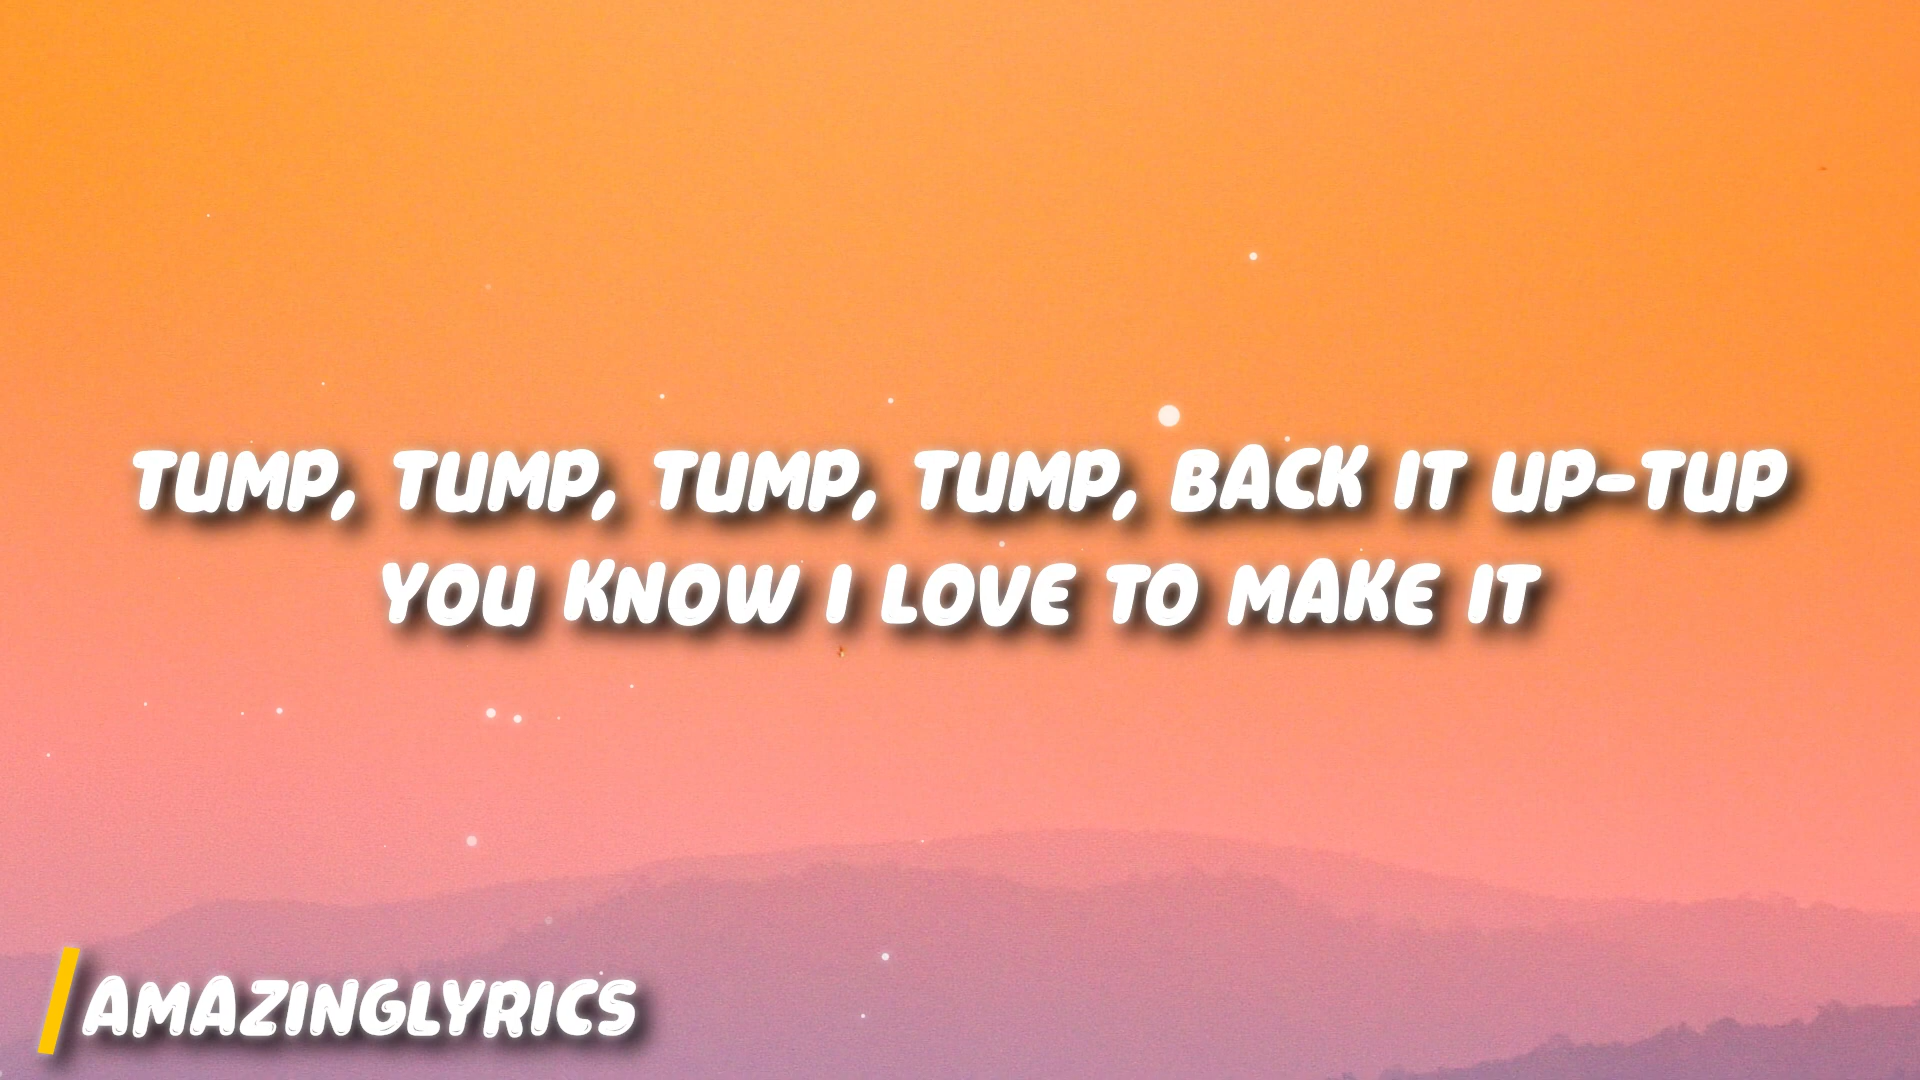 TUMP, TUMP, TUMP, TUMP, BACK IT UP-TUP
YOU KNOW I LOVE TO MAKE IT
AMAZINGLYRICS